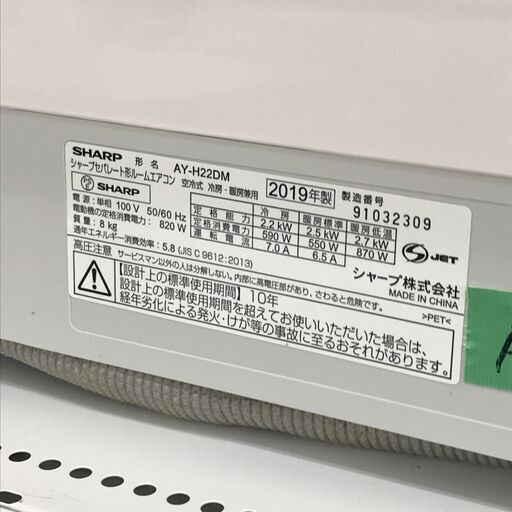 SHARP 形名 AY-H22DM
シャープセパレート形ルームエアコン 空冷式 冷房・暖房兼用 2019年製 製造番号
PS E SHARP 91032309
電源:単相 100 V 50/60 Hz
電動機の定格消費電力: 820 W
質量:8 kg
冷房 暖房標準 暖房低温
定格能力 2.2 kW 2.5 kW 2.7 kW
定格消費電力 590 W 550 W 870 W
運転電流 7.0 A 6.5 A
JET
通年エネルギー消費効率:5.8 (JIS C 9612:2013)
シャープ株式会社
MADE IN CHINA
高圧注意 サービスマン以外の人は分解しない。内部に高電圧部があり、さわると危険。
>PET<
【設計上の標準使用期間】10年
設計上の標準使用期間を超えてお使いいただいた場合は、
経年劣化による発火・けが等の事故に至るおそれがあります。